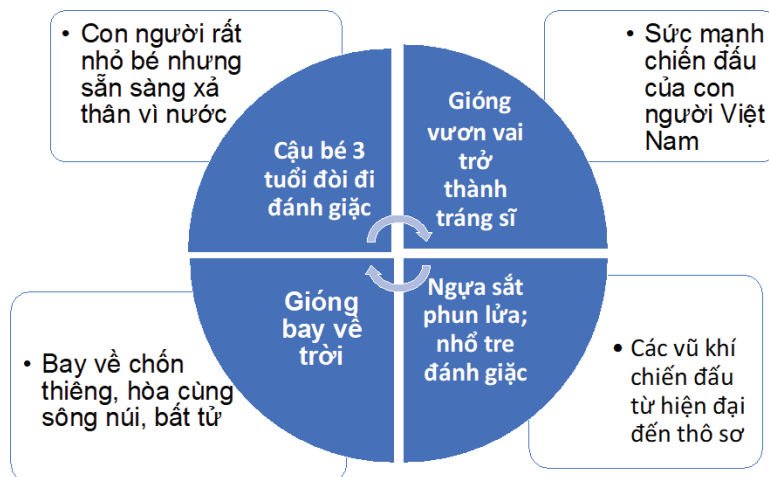 • Con người rất
nhỏ bé nhưng
sẵn sàng xả
thân vì nước
Cậu bé 3
tuổi đòi đi
đánh giặc
Gióng
vươn vai
trở
thành
tráng sĩ
• Sức mạnh
chiến đấu
của con
người Việt
Nam
Gióng
bay về
trời
• Bay về chốn
thiêng, hòa cùng
sông núi, bất tử
Ngựa sắt
phun lửa;
nhổ tre
đánh giặc
• Các vũ khí
chiến đấu
từ hiện đại
đến thô sơ